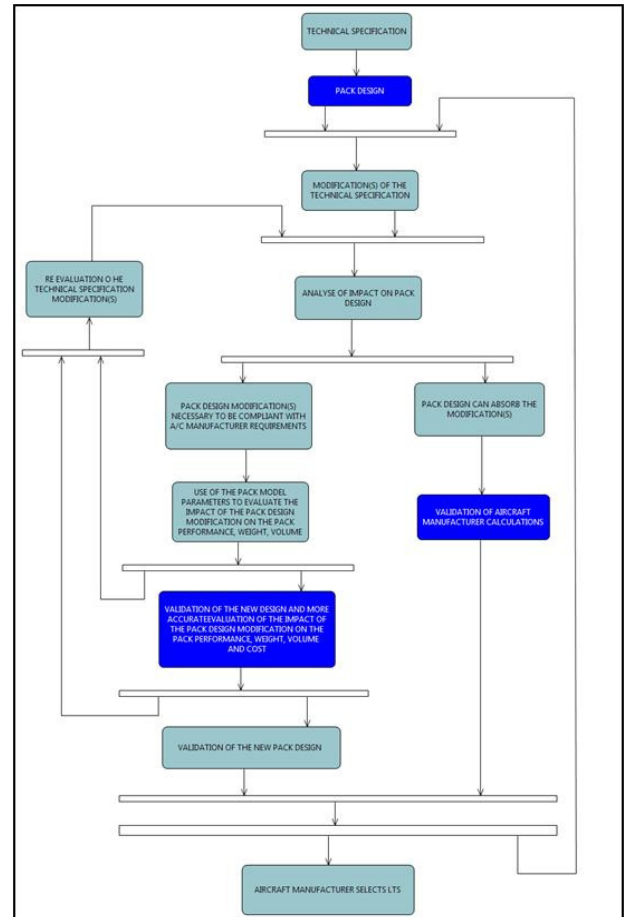 TECHNICAL SPECIFICATION
PACK DESIGN
MODIFICATION(S) OF THE
TECHNICAL SPECIFICATION
RE EVALUATION O HE
TECHNICAL SPECIFICATION
MODIFICATION(S)
ANALYSE OF IMPACT ON PACK
DESIGN
PACK DESIGN MODIFICATION(S)
NECESSARY TO BE COMPLIANT WITH
A/C MANUFACTURER REQUIREMENTS
PACK DESIGN CAN ABSORB THE
MODIFICATION(S)
USE OF THE PACK MODEL
PARAMETERS TO EVALUATE THE
IMPACT OF THE PACK DESIGN
MODIFICATION ON THE PACK
PERFORMANCE, WEIGHT, VOLUME
VALIDATION OF AIRCRAFT
MANUFACTURER CALCULATIONS
VALIDATION OF THE NEW DESIGN AND MORE
ACCURATEEVALUATION OF THE IMPACT OF
THE PACK DESIGN MODIFICATION ON THE
PACK PERFORMANCE, WEIGHT, VOLUME
AND COST
VALIDATION OF THE NEW PACK DESIGN
AIRCRAFT MANUFACTURER SELECTS LTS